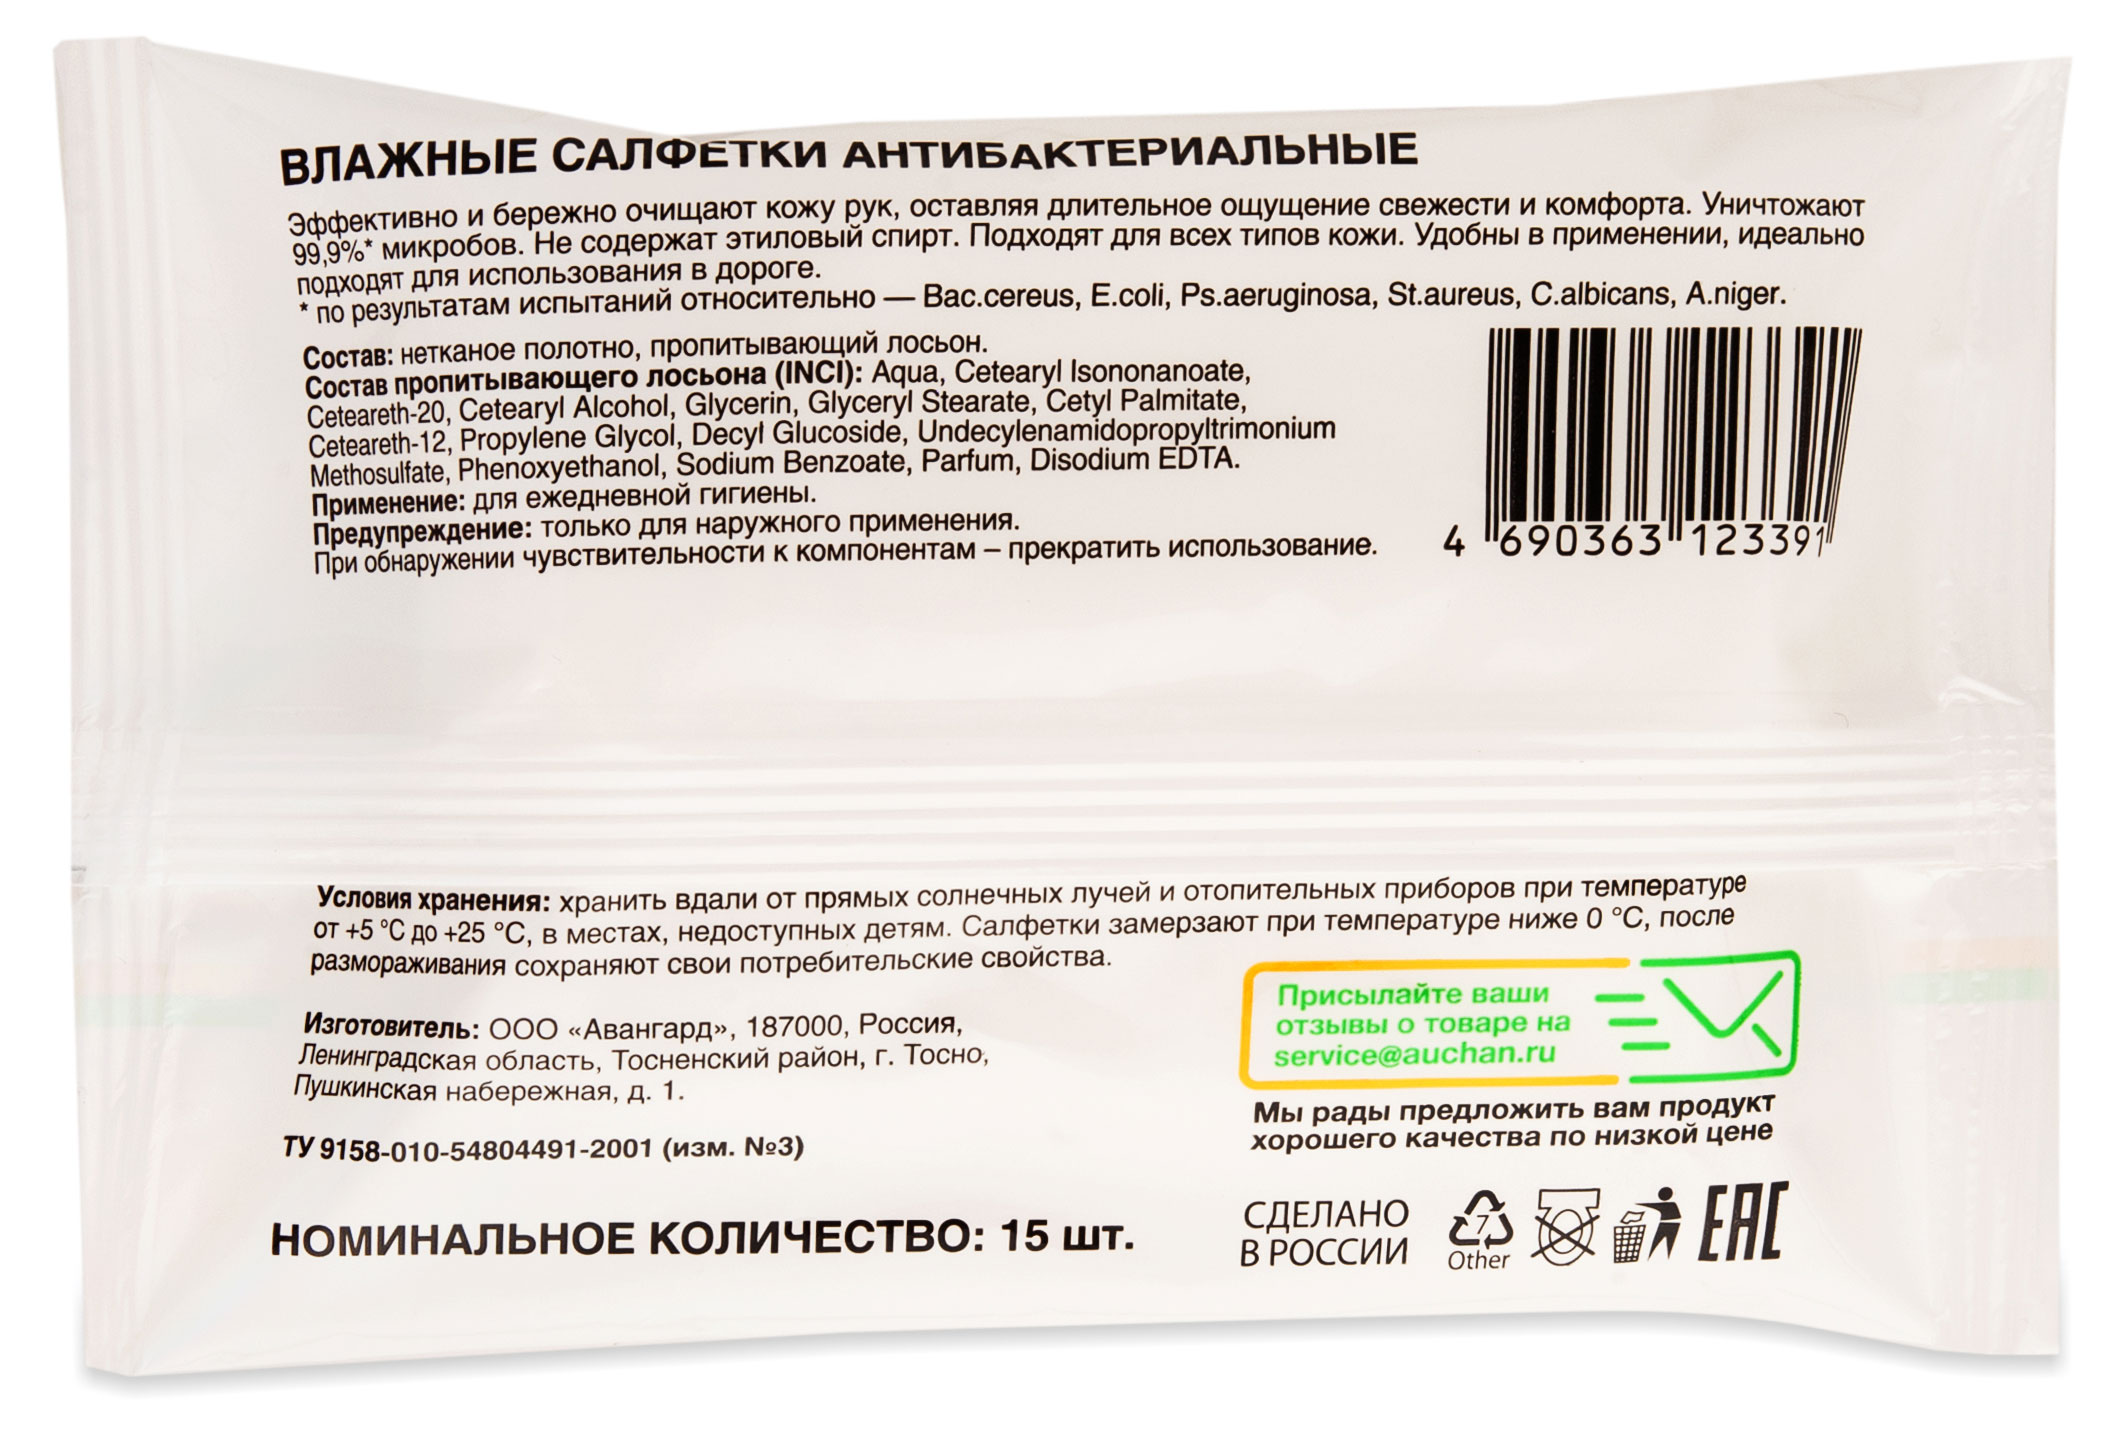 ВЛАЖНЫЕ САЛФЕТКИ АНТИБАКТЕРИАЛЬНЫЕ
Эффективно и бережно очищают кожу рук, оставляя длительное ощущение свежести и комфорта. Уничтожают
99,9%* микробов. Не содержат этиловый спирт. Подходят для всех типов кожи. Удобны в применении, идеально
подходят для использования в дороге.
* по результатам испытаний относительно — Bac.cereus, E.coli, Ps.aeruginosa, St.aureus, C.albicans, A.niger.
Состав: нетканое полотно, пропитывающий лосьон.
Состав пропитывающего лосьона (INCI): Aqua, Cetearyl Isononanoate,
Ceteareth-20, Cetearyl Alcohol, Glycerin, Glyceryl Stearate, Cetyl Palmitate,
Ceteareth-12, Propylene Glycol, Decyl Glucoside, Undecylenamidopropyltrimonium
Methosulfate, Phenoxyethanol, Sodium Benzoate, Parfum, Disodium EDTA.
Применение: для ежедневной гигиены.
Предупреждение: только для наружного применения.
При обнаружении чувствительности к компонентам – прекратить использование.
4 690363 123391
Условия хранения: хранить вдали от прямых солнечных лучей и отопительных приборов при температуре
от +5 °С до +25 °С, в местах, недоступных детям. Салфетки замерзают при температуре ниже 0 °С, после
размораживания сохраняют свои потребительские свойства.
Изготовитель: ООО «Авангард», 187000, Россия,
Ленинградская область, Тосненский район, г. Тосно,
Пушкинская набережная, д. 1.
ТУ 9158-010-54804491-2001 (изм. №3)
НОМИНАЛЬНОЕ КОЛИЧЕСТВО: 15 шт.
Присылайте ваши
отзывы о товаре на
service@auchan.ru
Мы рады предложить вам продукт
хорошего качества по низкой цене
СДЕЛАНО
В РОССИИ
7
Other
EAC